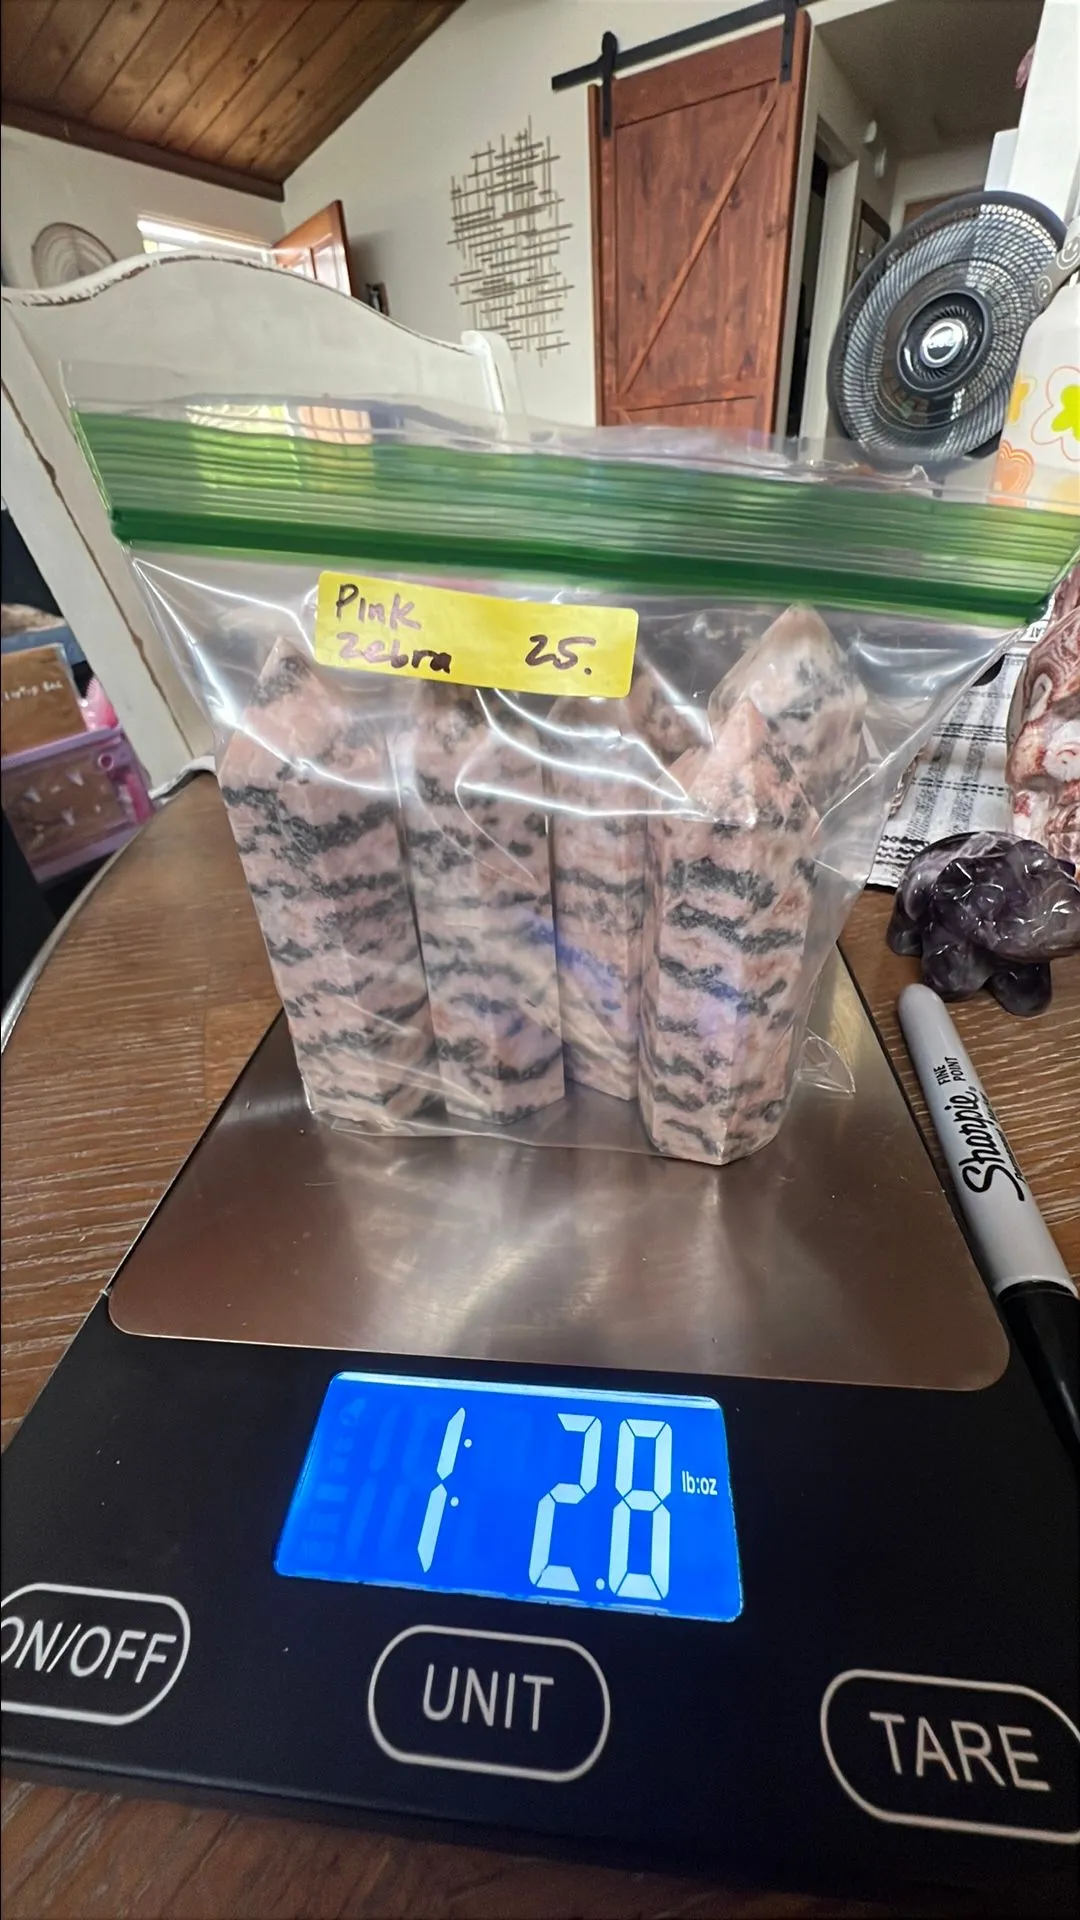 Pink
Zebra 25.
Sharpie
FINE
POINT
1: 2.8 lb:oz
ON/OFF
UNIT
TARE